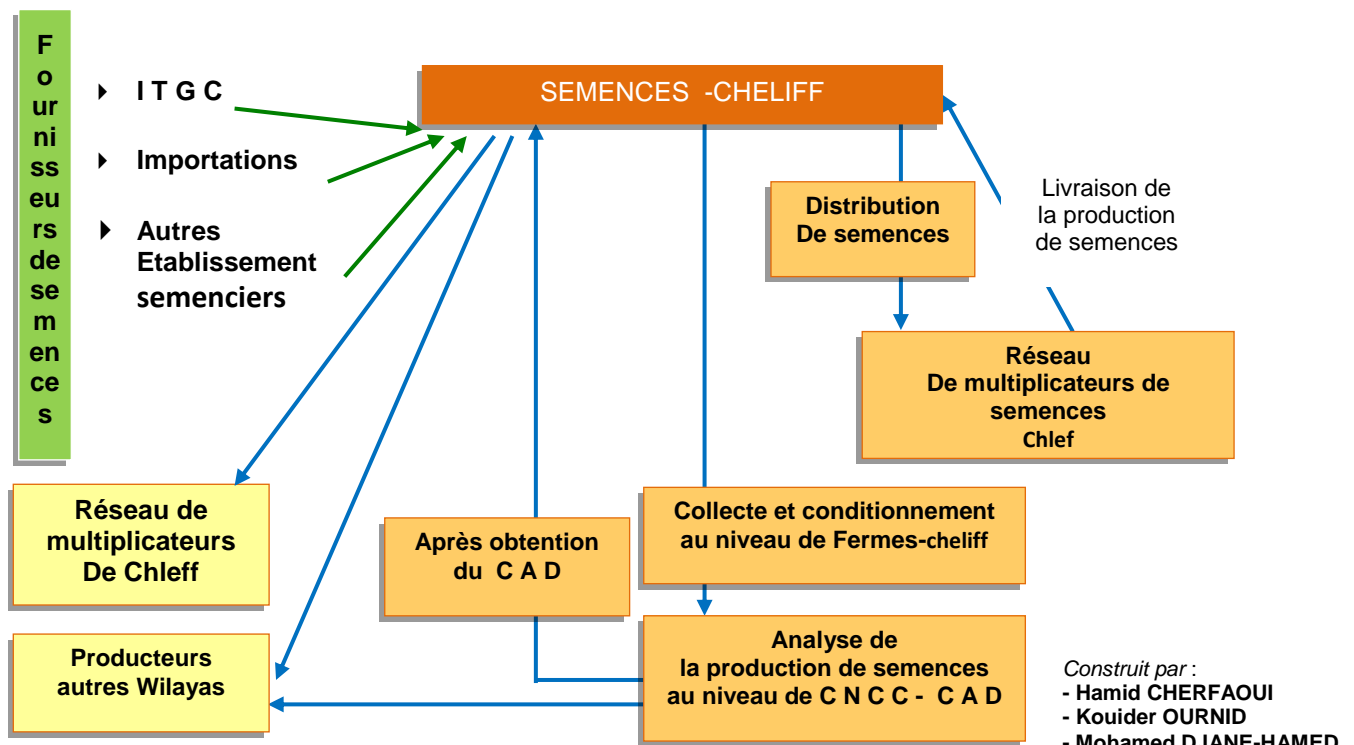 F
o
ur
ni
ss
eu
rs
de
se
m
en
ce
s
I T G C
Importations
Autres
Etablissement
semenciers
SEMENCES -CHELIFF
Distribution
De semences
Livraison de
la production
de semences
Réseau
De multiplicateurs de
semences
Chlef
Réseau de
multiplicateurs
De Chleff
Après obtention
du C A D
Collecte et conditionnement
au niveau de Fermes-cheliff
Producteurs
autres Wilayas
Analyse de
la production de semences
au niveau de C N C C - C A D
Construit par :
- Hamid CHERFAOUI
- Kouider OURNID
- Mohamed DJANE-HAMED